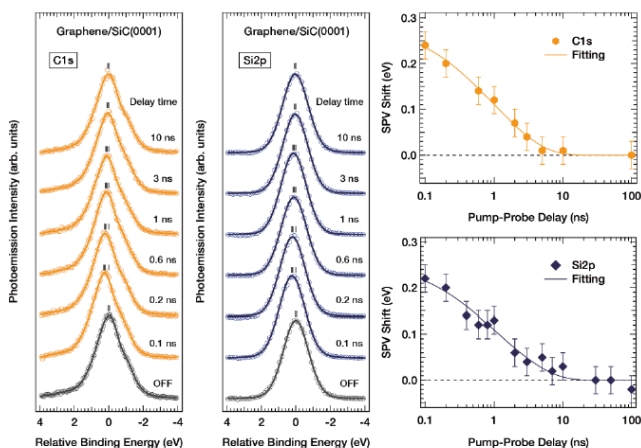 Graphene/SiC(0001)
C1s
Delay time
10 ns
3 ns
1 ns
0.6 ns
0.2 ns
0.1 ns
OFF
Photoemission Intensity (arb. units)
4 2 0 -2 -4
Relative Binding Energy (eV)
Graphene/SiC(0001)
Si2p
Delay time
10 ns
3 ns
1 ns
0.6 ns
0.2 ns
0.1 ns
OFF
Photoemission Intensity (arb. units)
4 2 0 -2 -4
Relative Binding Energy (eV)
C1s
Fitting
SPV Shift (eV)
0.3
0.2
0.1
0.0
0.1 1 10 100
Pump-Probe Delay (ns)
Si2p
Fitting
SPV Shift (eV)
0.3
0.2
0.1
0.0
0.1 1 10 100
Pump-Probe Delay (ns)